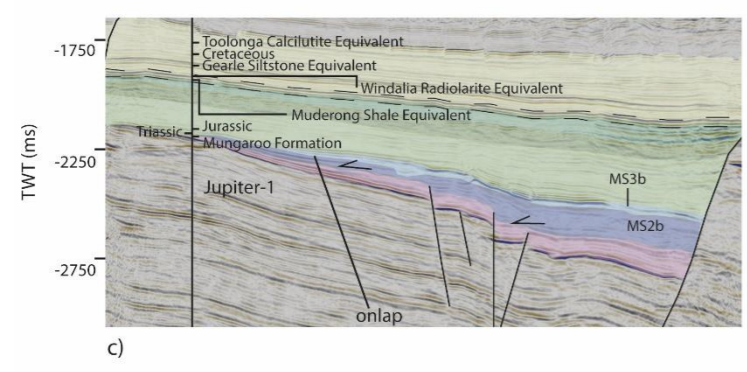 -1750
Toolonga Calcilutite Equivalent
Cretaceous
Gearle Siltstone Equivalent
Windalia Radiolarite Equivalent
Muderong Shale Equivalent
TWT (ms)
Triassic
Jurassic
-2250
Mungaroo Formation
Jupiter-1
MS3b
MS2b
-2750
onlap
c)